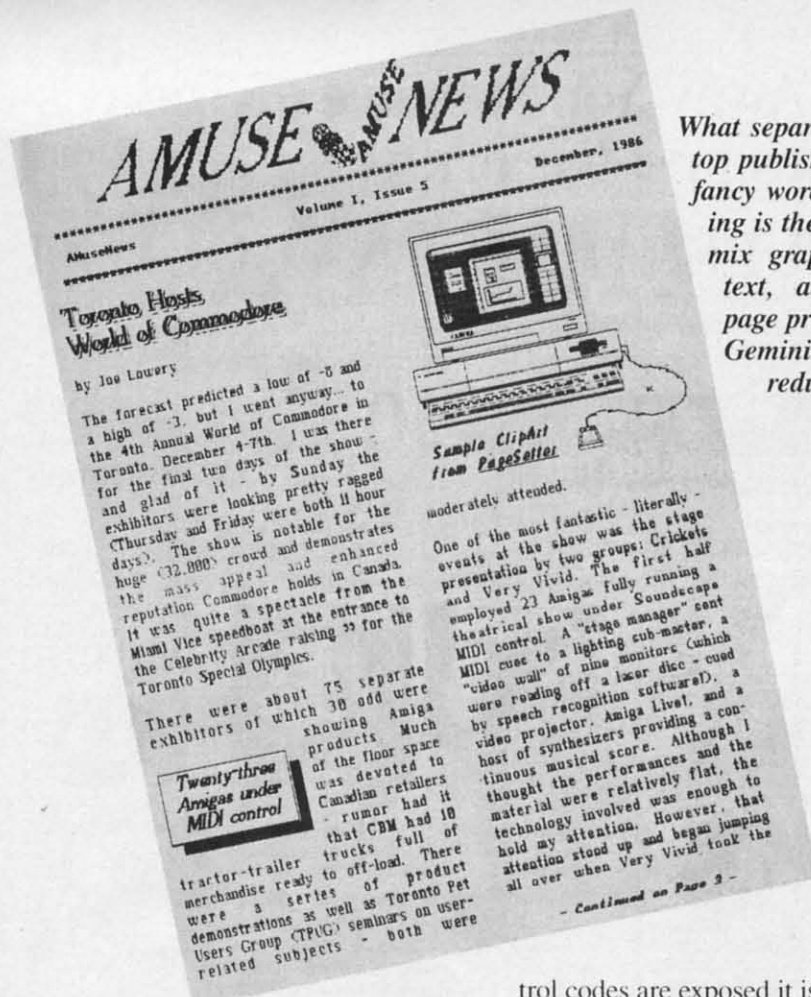 AMUSE AMUSE NEWS
AMuseNews Volume I, Issue 5 December, 1986
Toronto Hosts
World of Commodore
by Joe Lowery
The forecast predicted a low of -8 and
a high of -3, but I went anyway... to
the 4th Annual World of Commodore in
Toronto, December 4-7th. I was there
for the final two days of the show -
and glad of it - by Sunday the
exhibitors were looking pretty ragged
(Thursday and Friday were both 11 hour
days). The show is notable for the
huge (32,000) crowd and demonstrates
the mass appeal and enhanced
reputation Commodore holds in Canada.
It was quite a spectacle from the
Miami Vice speedboat at the entrance to
the Celebrity Arcade raising $$ for the
Toronto Special Olympics.
There were about 75 separate
exhibitors of which 30 odd were
showing Amiga
products. Much
of the floor space
was devoted to
Canadian retailers
- rumor had it
that CBM had 10
Twenty-three
Amigas under
MIDI control
tractor-trailer trucks full of
merchandise ready to off-load. There
were a series of product
demonstrations as well as Toronto Pet
Users Group (TPUG) seminars on user-
related subjects - both were
Sample ClipArt
from PageSetter
moderately attended.
One of the most fantastic - literally -
events at the show was the stage
presentation by two groups: Crickets
and Very Vivid. The first half
employed 23 Amigas fully running a
theatrical show under Soundscape
MIDI control. A "stage manager" sent
MIDI cues to a lighting sub-master, a
"video wall" of nine monitors (which
were reading off a laser disc - cued
by speech recognition software!), a
video projector, Amiga Live!, and a
host of synthesizers providing a con-
tinuous musical score. Although I
thought the performances and the
material were relatively flat, the
technology involved was enough to
hold my attention. However, that
attention stood up and began jumping
all over when Very Vivid took the
- Continued on Page 3 -
What separ
top publis
fancy wor
ing is the
mix grap
text, a
page pr
Gemini
redu
trol codes are exposed it is